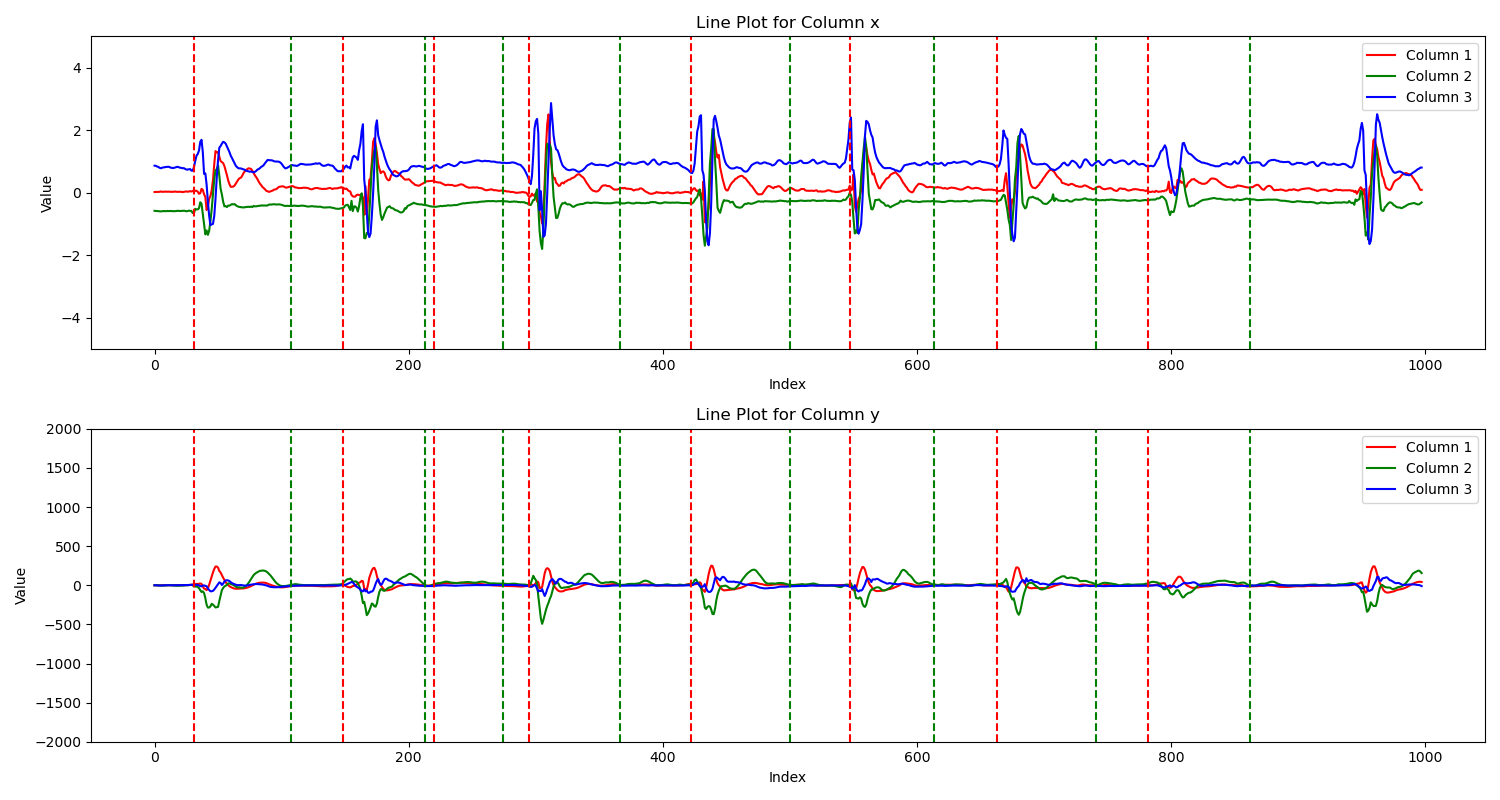 Line Plot for Column x
Value
4
2
0
−2
−4
0
200
400
600
800
1000
Index
Column 1
Column 2
Column 3
Line Plot for Column y
Value
2000
1500
1000
500
0
−500
−1000
−1500
−2000
0
200
400
600
800
1000
Index
Column 1
Column 2
Column 3